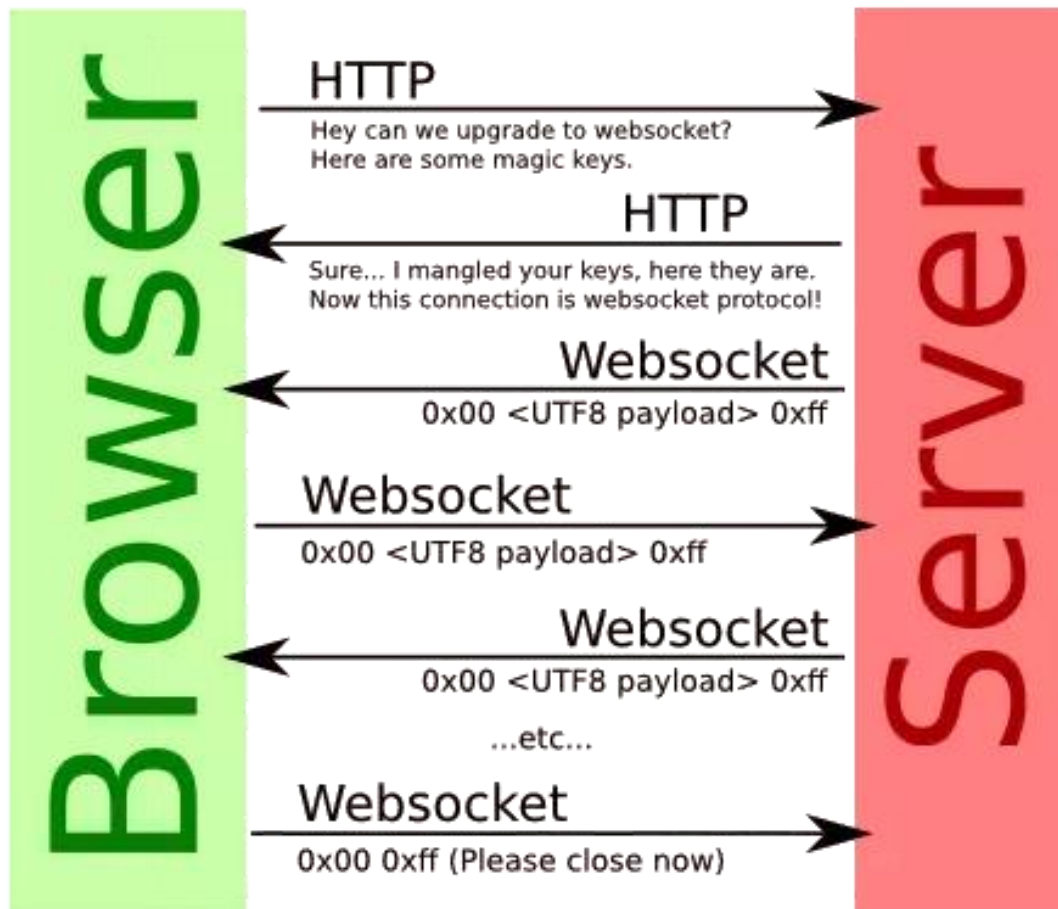 Browser
Server
HTTP
Hey can we upgrade to websocket?
Here are some magic keys.
HTTP
Sure... I mangled your keys, here they are.
Now this connection is websocket protocol!
Websocket
0x00 <UTF8 payload> 0xff
Websocket
0x00 <UTF8 payload> 0xff
Websocket
0x00 <UTF8 payload> 0xff
...etc...
Websocket
0x00 0xff (Please close now)